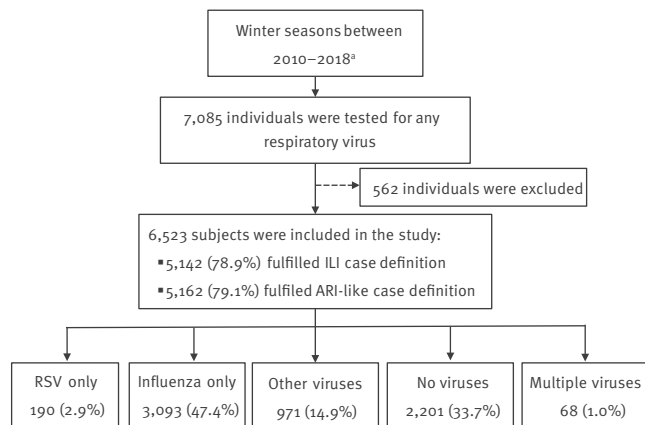 Winter seasons between
2010–2018ª
7,085 individuals were tested for any
respiratory virus
562 individuals were excluded
6,523 subjects were included in the study:
▪5,142 (78.9%) fulfilled ILI case definition
▪5,162 (79.1%) fulfiled ARI-like case definition
RSV only
190 (2.9%)
Influenza only
3,093 (47.4%)
Other viruses
971 (14.9%)
No viruses
2,201 (33.7%)
Multiple viruses
68 (1.0%)